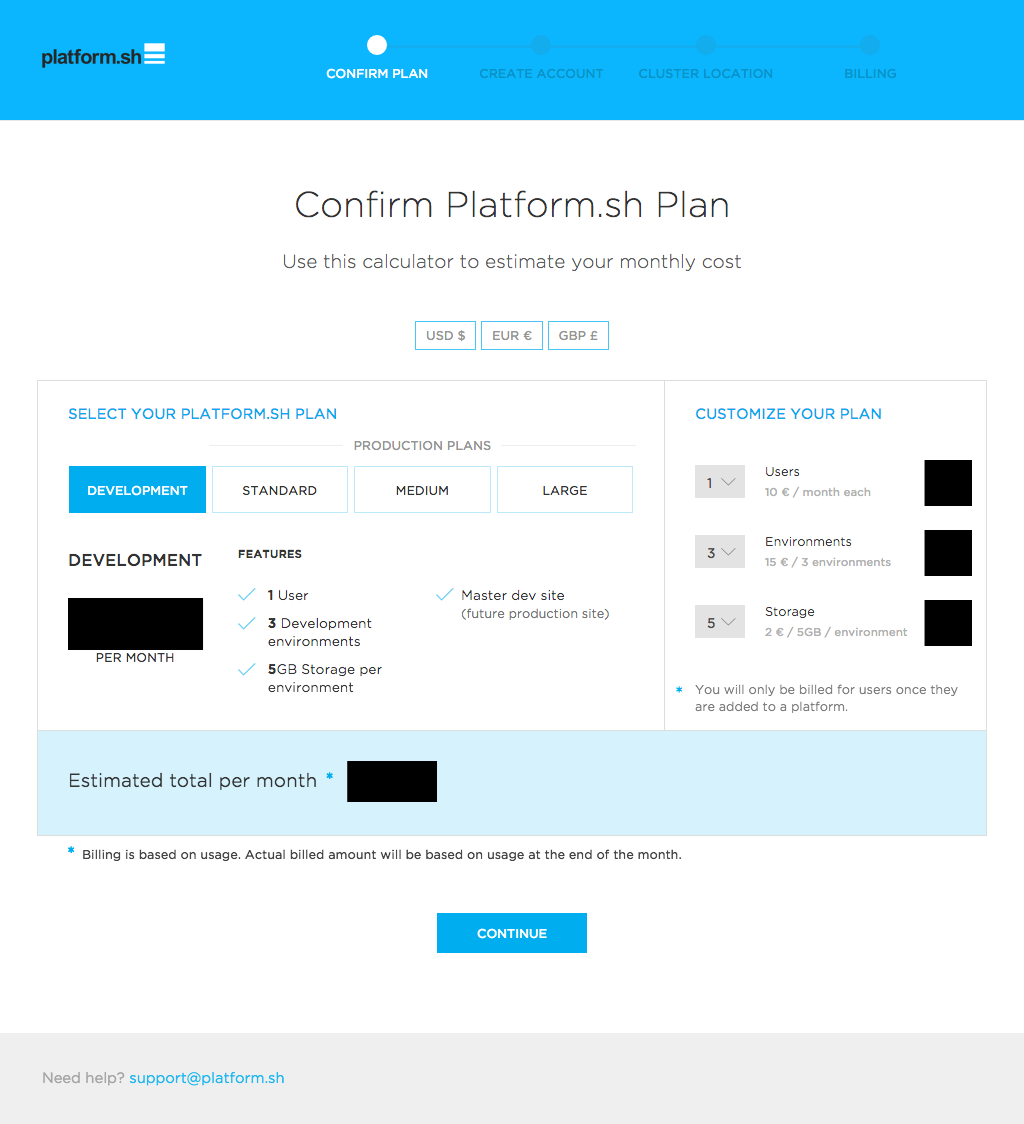 platform.sh
CONFIRM PLAN
CREATE ACCOUNT
CLUSTER LOCATION
BILLING
Confirm Platform.sh Plan
Use this calculator to estimate your monthly cost
USD $
EUR €
GBP £
SELECT YOUR PLATFORM.SH PLAN
PRODUCTION PLANS
DEVELOPMENT
STANDARD
MEDIUM
LARGE
DEVELOPMENT
PER MONTH
FEATURES
1 User
3 Development
environments
5GB Storage per
environment
Master dev site
(future production site)
CUSTOMIZE YOUR PLAN
1
Users
10 € / month each
3
Environments
15 € / 3 environments
5
Storage
2 € / 5GB / environment
* You will only be billed for users once they
are added to a platform.
Estimated total per month *
* Billing is based on usage. Actual billed amount will be based on usage at the end of the month.
CONTINUE
Need help? support@platform.sh